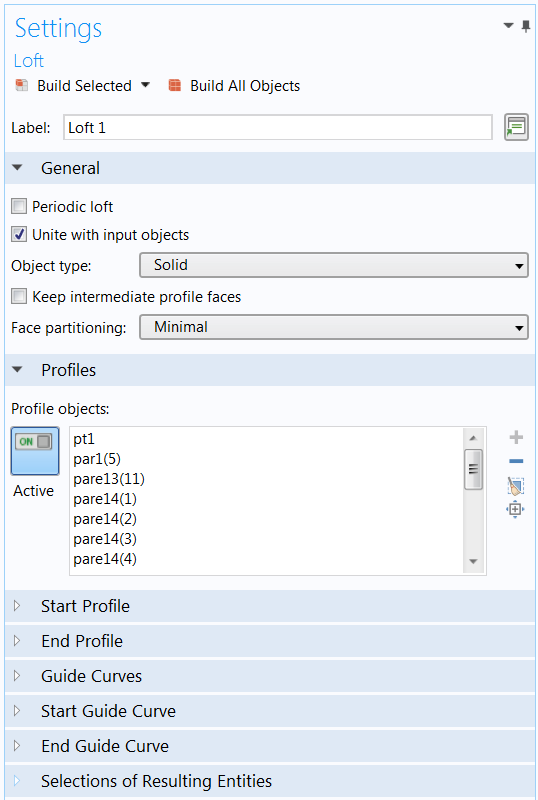 Settings
Loft
Build Selected Build All Objects
Label: Loft 1
General
Periodic loft
Unite with input objects
Object type: Solid
Keep intermediate profile faces
Face partitioning: Minimal
Profiles
Profile objects:
ON
Active
pt1
par1(5)
pare13(11)
pare14(1)
pare14(2)
pare14(3)
pare14(4)
Start Profile
End Profile
Guide Curves
Start Guide Curve
End Guide Curve
Selections of Resulting Entities